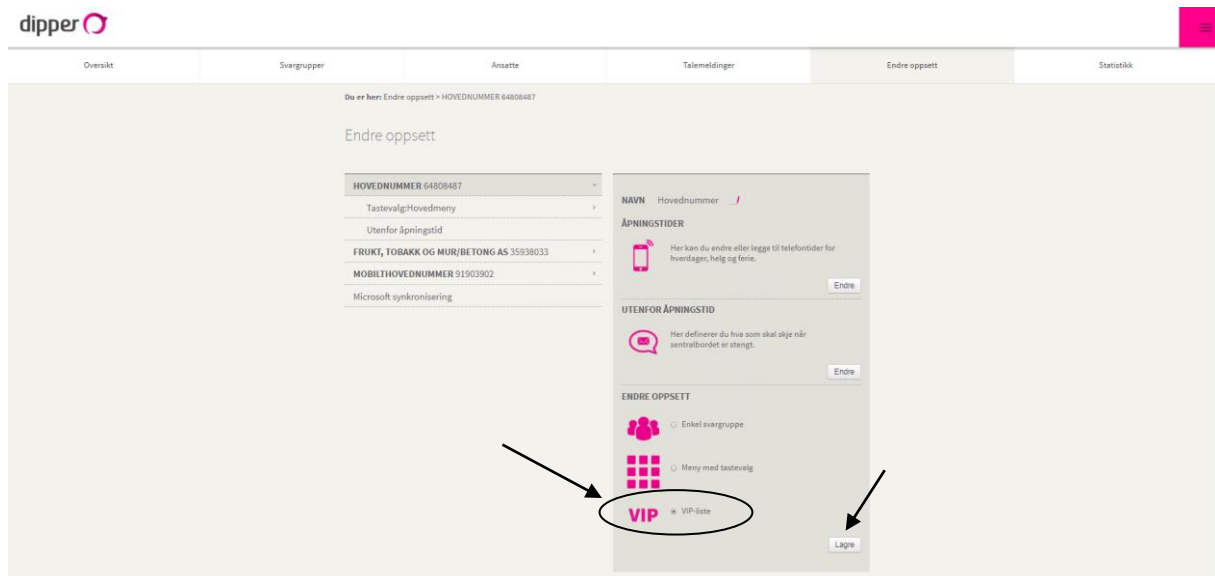 dipper
Oversikt Svargrupper Ansatte Talemeldinger Endre oppsett Statistikk
Du er her: Endre oppsett > HOVEDNUMMER 64808487
Endre oppsett
HOVEDNUMMER 64808487
Tastevalg:Hovedmeny
Utenfor åpningstid
FRUKT, TOBAKK OG MUR/BETONG AS 35938033
MOBILTHOVEDNUMMER 91903902
Microsoft synkronisering
NAVN Hovednummer
ÅPNINGSTIDER
Her kan du endre eller legge til telefontider for
hverdager, helg og ferie.
Endre
UTENFOR ÅPNINGSTID
Her definerer du hva som skal skje når
sentralbordet er stengt.
Endre
ENDRE OPPSETT
Enkel svargruppe
Meny med tastevalg
VIP VIP-liste
Lagre